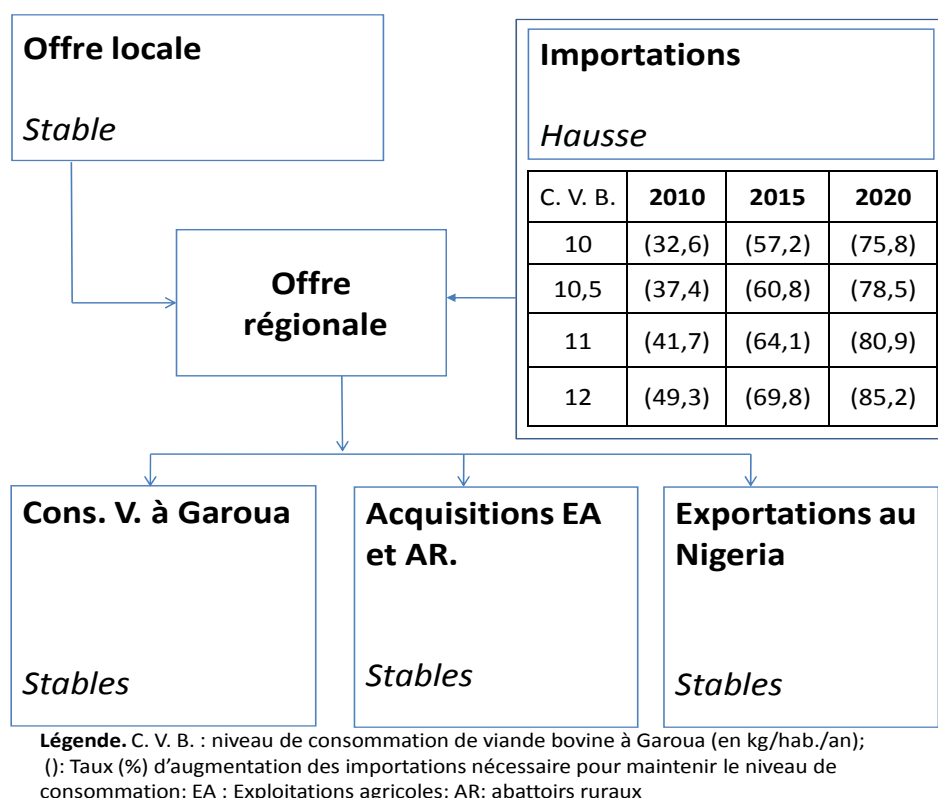 Offre locale
Stable
Importations
Hausse
C. V. B. 2010 2015 2020
10 (32,6) (57,2) (75,8)
10,5 (37,4) (60,8) (78,5)
11 (41,7) (64,1) (80,9)
12 (49,3) (69,8) (85,2)
Offre
régionale
Cons. V. à Garoua
Stables
Acquisitions EA
et AR.
Stables
Exportations au
Nigeria
Stables
Légende. C. V. B. : niveau de consommation de viande bovine à Garoua (en kg/hab./an);
(): Taux (%) d’augmentation des importations nécessaire pour maintenir le niveau de
consommation; EA : Exploitations agricoles; AR: abattoirs ruraux